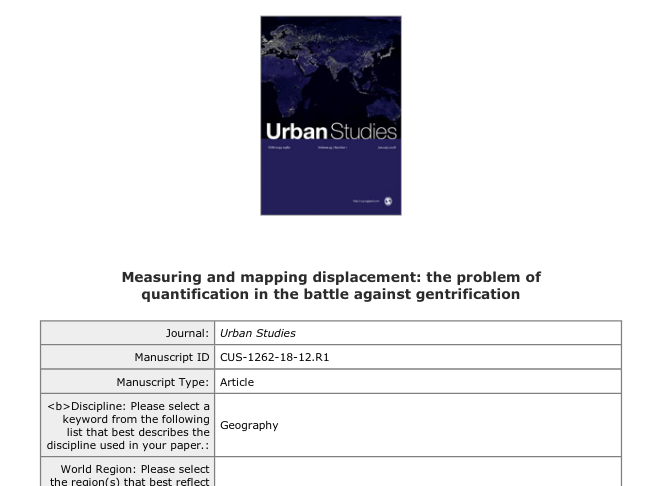 Urban Studies
Measuring and mapping displacement: the problem of
quantification in the battle against gentrification
Journal: Urban Studies
Manuscript ID CUS-1262-18-12.R1
Manuscript Type: Article
<b>Discipline: Please select a
keyword from the following
list that best describes the
discipline used in your paper.: Geography
World Region: Please select
the region(s) that best reflect